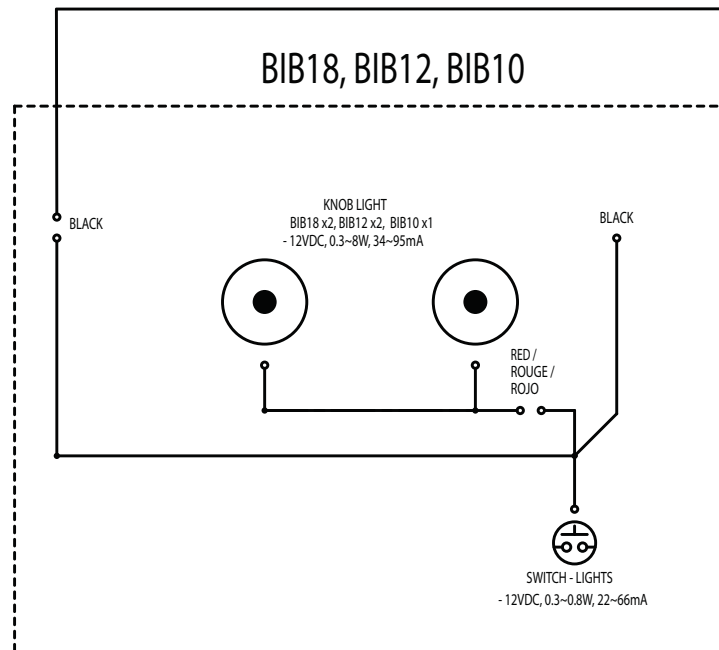 BIB18, BIB12, BIB10
KNOB LIGHT
BIB18 x2, BIB12 x2, BIB10 x1
- 12VDC, 0.3~8W, 34~95mA
BLACK
BLACK
RED /
ROUGE /
ROJO
SWITCH - LIGHTS
- 12VDC, 0.3~0.8W, 22~66mA